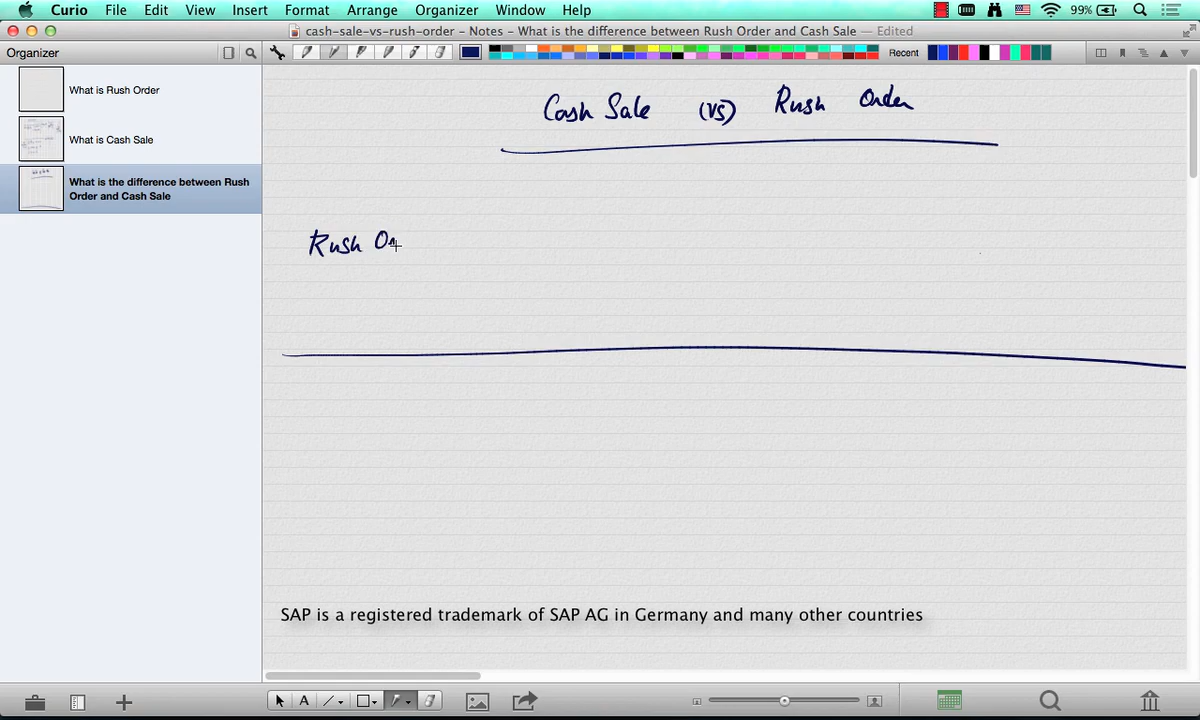 Curio File Edit View Insert Format Arrange Organizer Window Help 99%
cash-sale-vs-rush-order – Notes – What is the difference between Rush Order and Cash Sale — Edited
Organizer
Recent
What is Rush Order
What is Cash Sale
What is the difference between Rush
Order and Cash Sale
Cash Sale (VS) Rush Order
Rush Or
SAP is a registered trademark of SAP AG in Germany and many other countries
A